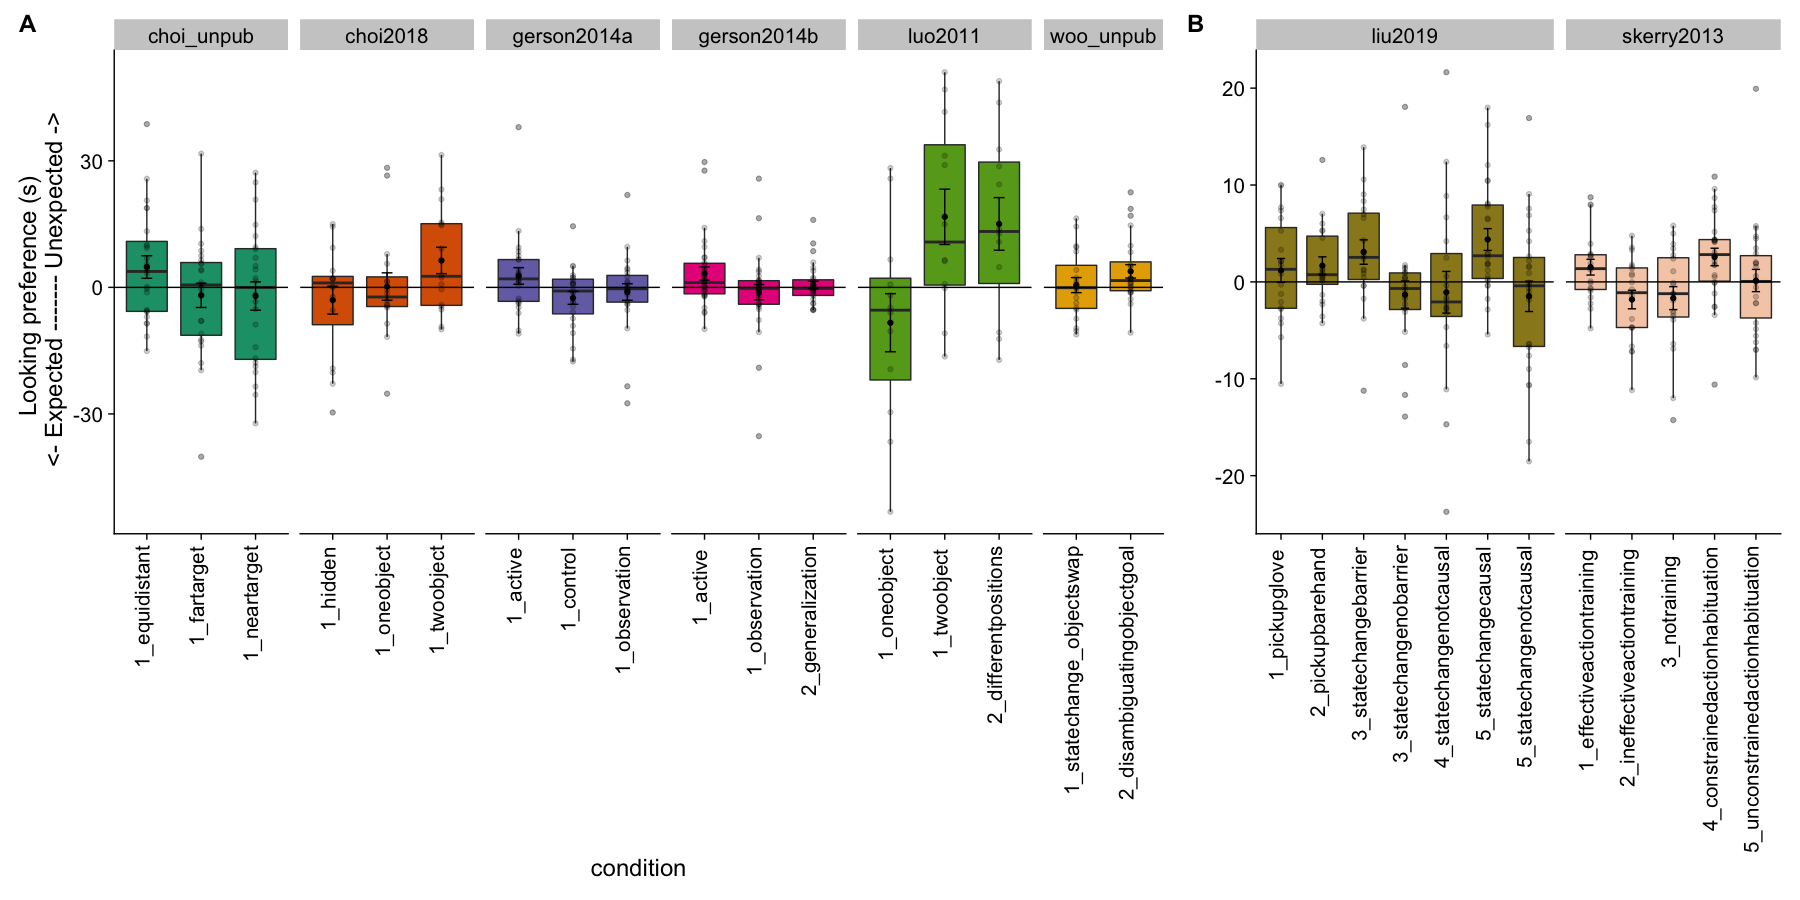 A
choi_unpub
choi2018
gerson2014a
gerson2014b
luo2011
woo_unpub
Looking preference (s)
<- Expected ------- Unexpected ->
30
0
-30
1_equidistant
1_fartarget
1_neartarget
1_hidden
1_oneobject
1_twoobject
1_active
1_control
1_observation
1_active
1_observation
2_generalization
1_oneobject
1_twoobject
2_differentpositions
1_statechange_objectswap
2_disambiguatingobjectgoal
condition
B
liu2019
skerry2013
20
10
0
-10
-20
1_pickupglove
2_pickupbarehand
3_statechangebarrier
3_statechangenobarrier
4_statechangenotcausal
5_statechangecausal
5_statechangenotcausal
1_effectiveactiontraining
2_ineffectiveactiontraining
3_notraining
4_constrainedactionhabituation
5_unconstrainedactionhabituation